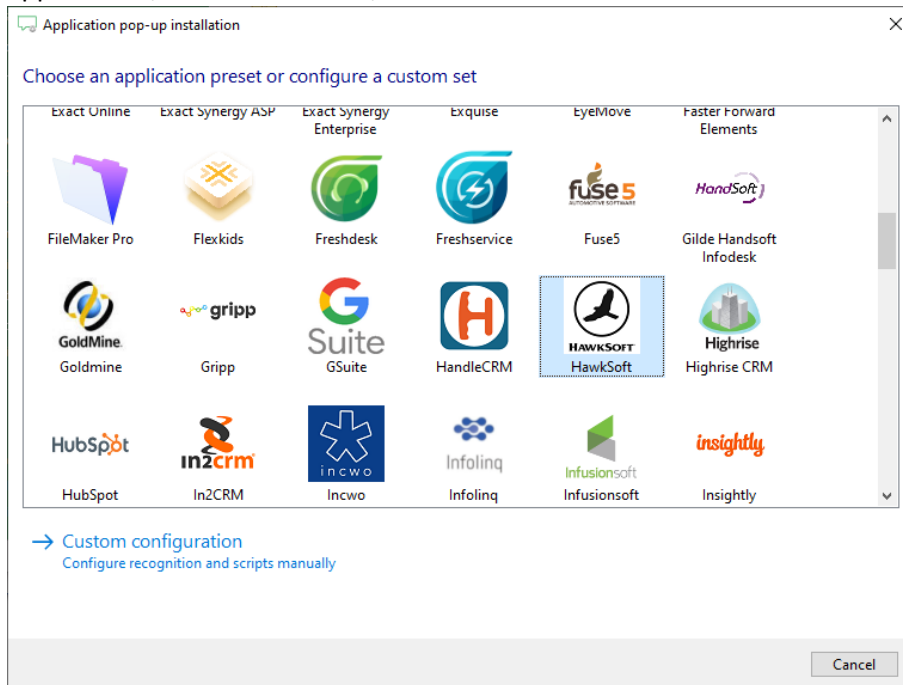 Application pop-up installation
Choose an application preset or configure a custom set
Exact Online
Exact Synergy ASP
Exact Synergy
Enterprise
Exquise
EyeMove
Faster Forward
Elements
fuse 5
AUTOMOTIVE SOFTWARE
HandSoft
FileMaker Pro
Flexkids
Freshdesk
Freshservice
Fuse5
Gilde Handsoft
Infodesk
GoldMine
gripp
G
Suite
H
HAWKSOFT
Highrise
Goldmine
Gripp
GSuite
HandleCRM
HawkSoft
Highrise CRM
HubSpot
in2crm
incwo
Infolinq
Infusionsoft
insightly
HubSpot
In2CRM
Incwo
Infolinq
Infusionsoft
Insightly
Custom configuration
Configure recognition and scripts manually
Cancel